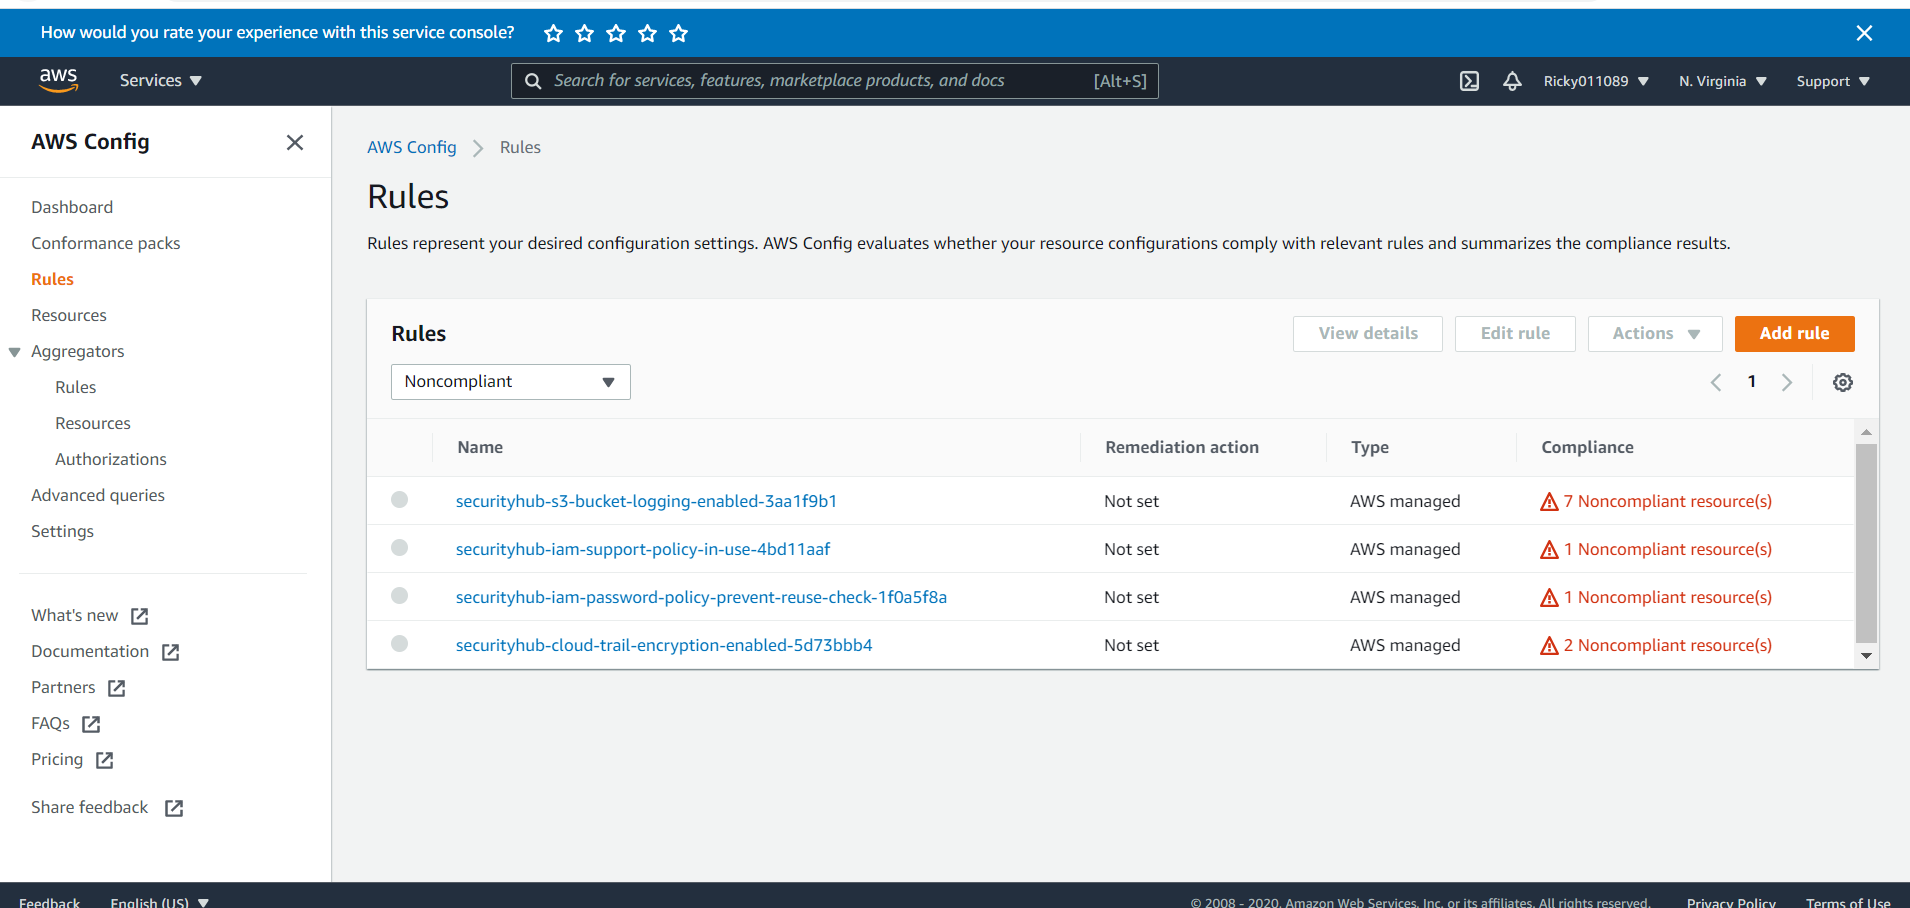 How would you rate your experience with this service console?
aws
Services
Search for services, features, marketplace products, and docs [Alt+S]
Ricky011089
N. Virginia
Support
AWS Config
Dashboard
Conformance packs
Rules
Resources
Aggregators
Rules
Resources
Authorizations
Advanced queries
Settings
What's new
Documentation
Partners
FAQs
Pricing
Share feedback
AWS Config Rules
Rules
Rules represent your desired configuration settings. AWS Config evaluates whether your resource configurations comply with relevant rules and summarizes the compliance results.
Rules
View details
Edit rule
Actions
Add rule
Noncompliant
1
Name Remediation action Type Compliance
securityhub-s3-bucket-logging-enabled-3aa1f9b1 Not set AWS managed 7 Noncompliant resource(s)
securityhub-iam-support-policy-in-use-4bd11aaf Not set AWS managed 1 Noncompliant resource(s)
securityhub-iam-password-policy-prevent-reuse-check-1f0a5f8a Not set AWS managed 1 Noncompliant resource(s)
securityhub-cloud-trail-encryption-enabled-5d73bbb4 Not set AWS managed 2 Noncompliant resource(s)
Feedback English (US) © 2008 - 2020, Amazon Web Services, Inc. or its affiliates. All rights reserved. Privacy Policy Terms of Use